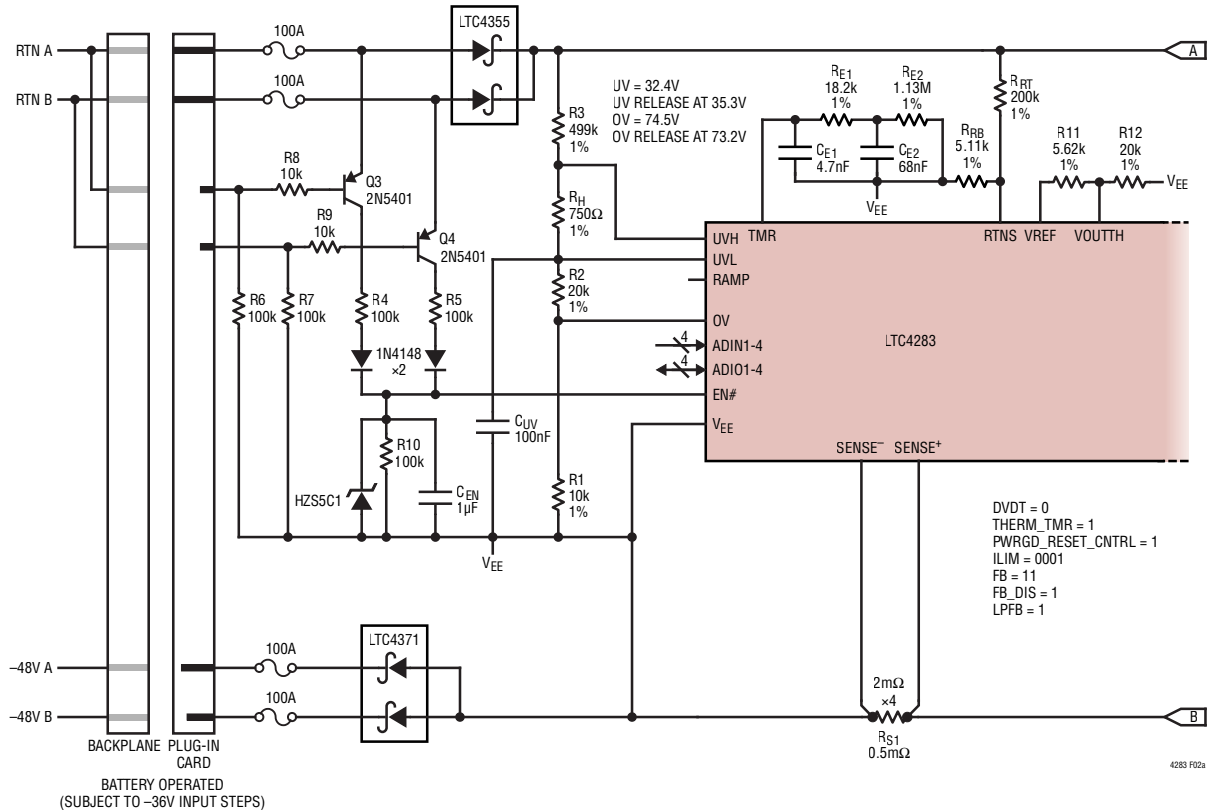 RTN A
RTN B
100A
100A
LTC4355
R3
499k
1%
UV = 32.4V
UV RELEASE AT 35.3V
OV = 74.5V
OV RELEASE AT 73.2V
RE1
18.2k
1%
RE2
1.13M
1%
RRT
200k
1%
A
CE1
4.7nF
CE2
68nF
VEE
RRB
5.11k
1%
R11
5.62k
1%
R12
20k
1%
VEE
R8
10k
Q3
2N5401
R9
10k
Q4
2N5401
RH
750Ω
1%
R6
100k
R7
100k
R4
100k
R5
100k
R2
20k
1%
1N4148
×2
UVH
UVL
RAMP
OV
4
ADIN1-4
4
ADIO1-4
EN#
VEE
TMR
RTNS
VREF
VOUTTH
LTC4283
SENSE–
SENSE+
CUV
100nF
R10
100k
HZS5C1
CEN
1µF
R1
10k
1%
VEE
DVDT = 0
THERM_TMR = 1
PWRGD_RESET_CNTRL = 1
ILIM = 0001
FB = 11
FB_DIS = 1
LPFB = 1
–48V A
–48V B
100A
100A
LTC4371
2mΩ
×4
RS1
0.5mΩ
B
BACKPLANE
PLUG-IN
CARD
BATTERY OPERATED
(SUBJECT TO –36V INPUT STEPS)
4283 F02a